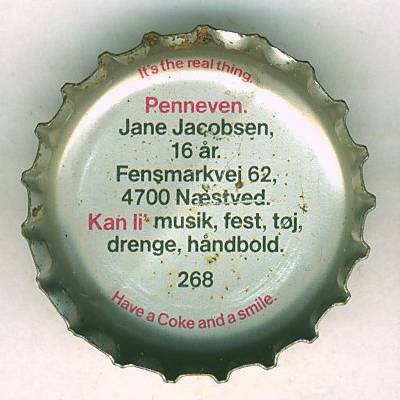 It's the real thing.
Penneven.
Jane Jacobsen,
16 år.
Fensmarkvej 62,
4700 Næstved.
Kan li' musik, fest, tøj,
drenge, håndbold.
268
Have a Coke and a smile.